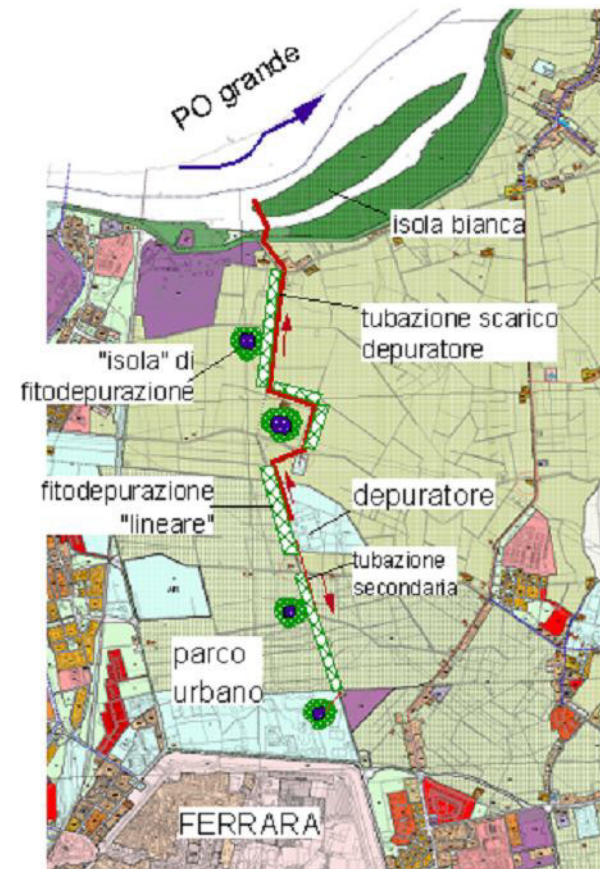 PO grande
isola bianca
tubazione scarico
depuratore
"isola" di
fitodepurazione
fitodepurazione
"lineare"
depuratore
tubazione
secondaria
parco
urbano
FERRARA